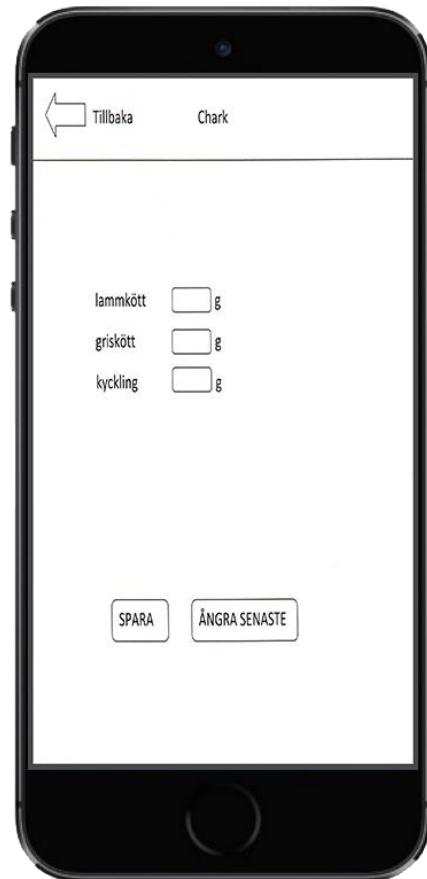 Tillbaka Chark
lammkött g
griskött g
kyckling g
SPARA ÅNGRA SENASTE